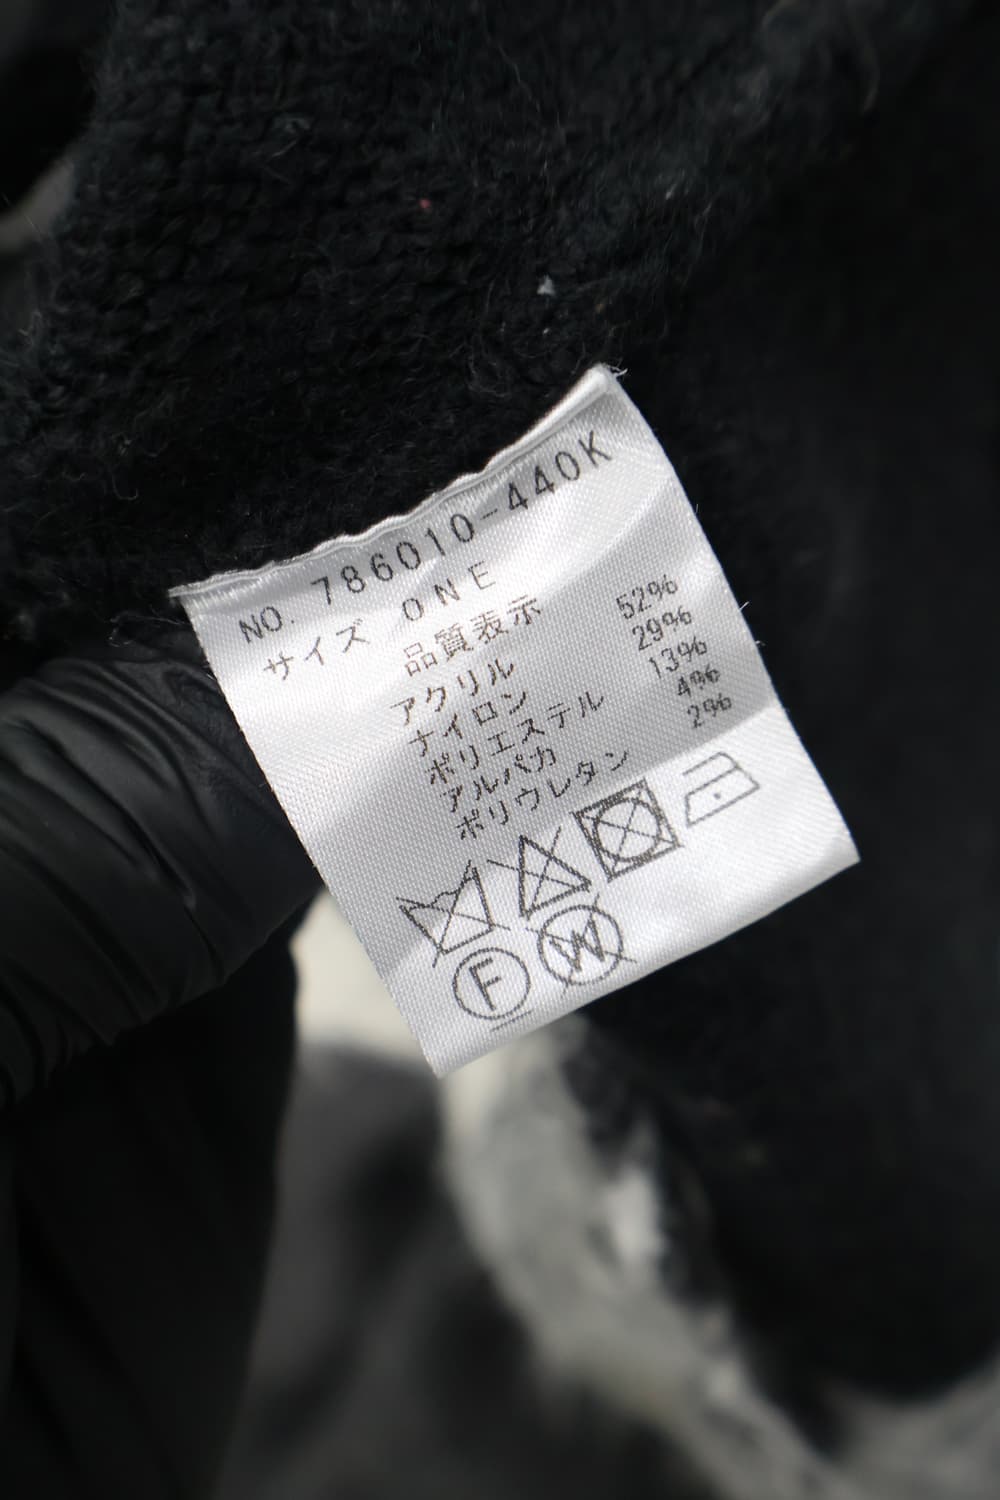 NO. 786010-440K
サイズ ONE
品質表示
アクリル 52%
ナイロン 29%
ポリエステル 13%
アルパカ 4%
ポリウレタン 2%
F W